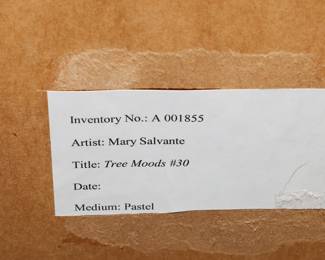 Inventory No.: A 001855
Artist: Mary Salvante
Title: Tree Moods #30
Date:
Medium: Pastel